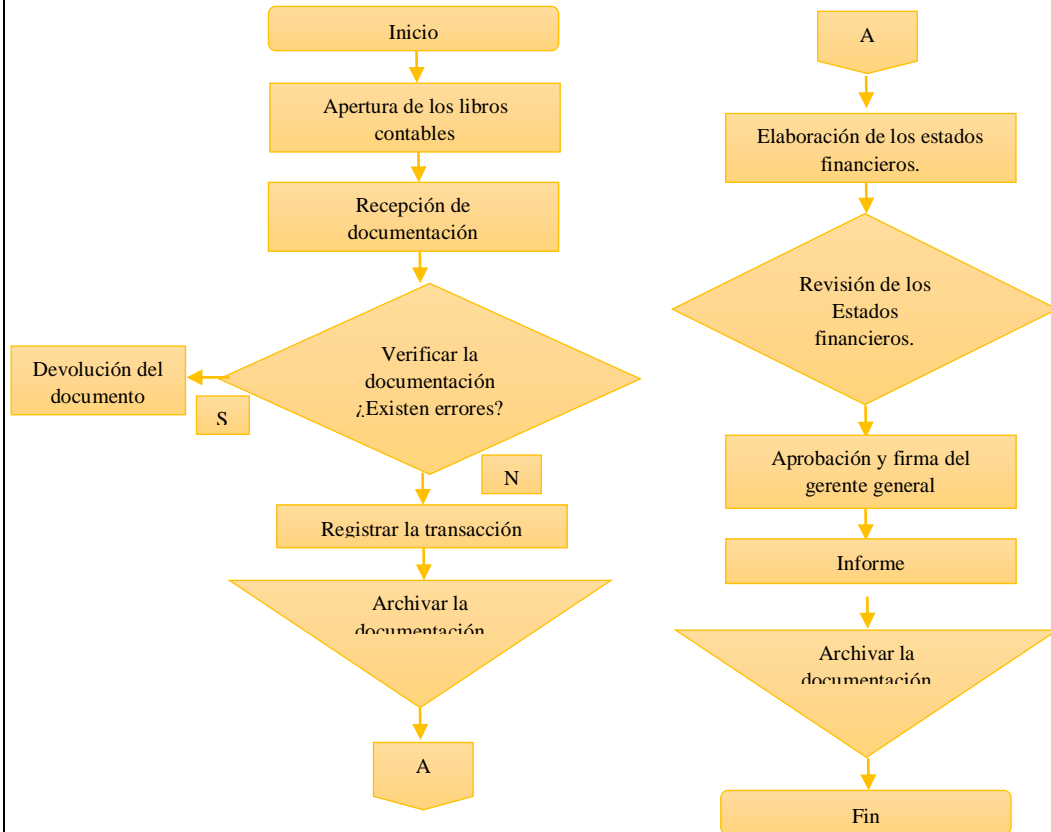 Inicio
Apertura de los libros
contables
Recepción de
documentación
Verificar la
documentación
¿Existen errores?
Devolución del
documento
S
N
Registrar la transacción
Archivar la
documentación
A
A
Elaboración de los estados
financieros.
Revisión de los
Estados
financieros.
Aprobación y firma del
gerente general
Informe
Archivar la
documentación
Fin